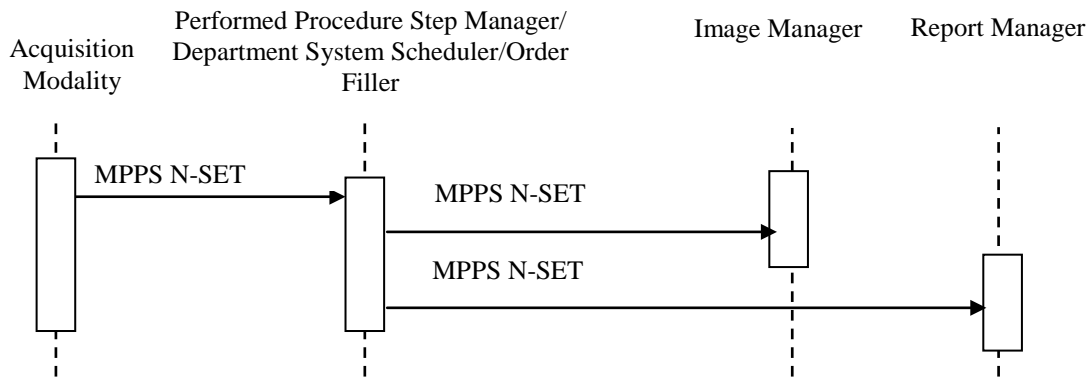 Acquisition
Modality
Performed Procedure Step Manager/
Department System Scheduler/Order
Filler
Image Manager
Report Manager
MPPS N-SET
MPPS N-SET
MPPS N-SET